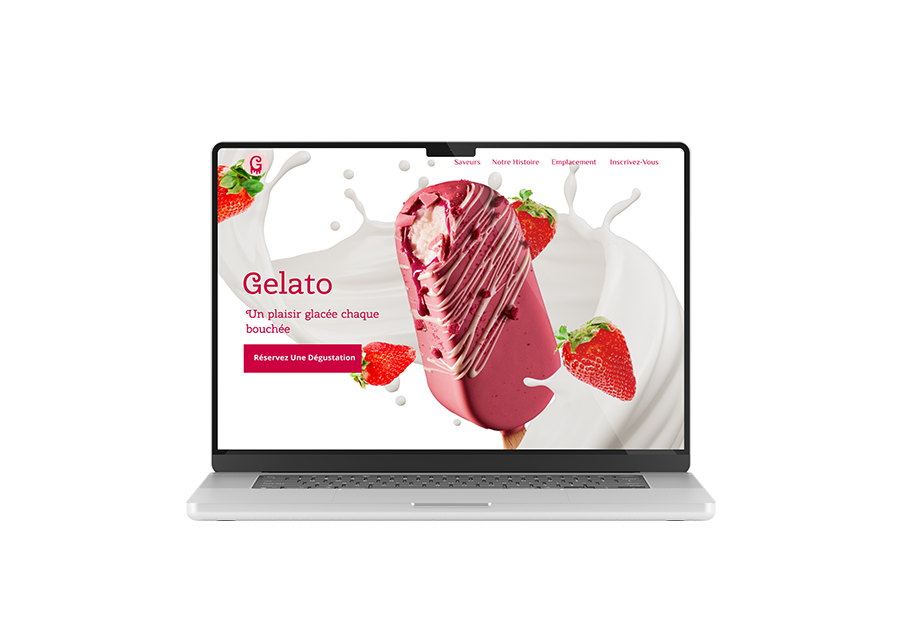 G
Saveurs Notre Histoire Emplacement Inscrivez-Vous
Gelato
Un plaisir glacée chaque
bouchée
Réservez Une Dégustation